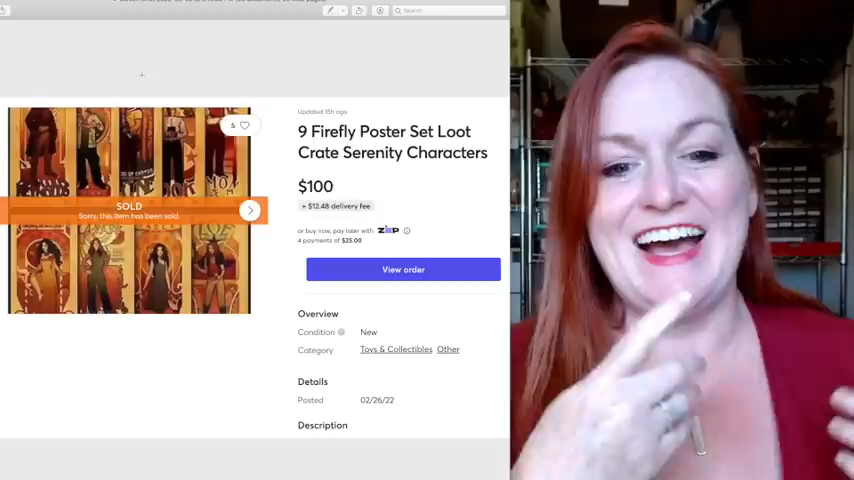 Search
Updated 15h ago
9 Firefly Poster Set Loot
Crate Serenity Characters
5
$100
+ $12.48 delivery fee
SOLD
Sorry, this item has been sold.
or buy now, pay later with ZIP
4 payments of $25.00
View order
Overview
Condition New
Category Toys & Collectibles Other
Details
Posted 02/26/22
Description